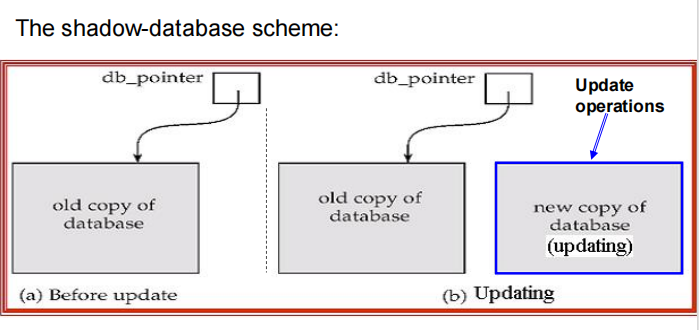 The shadow-database scheme:
db_pointer
old copy of
database
(a) Before update
db_pointer
Update
operations
old copy of
database
new copy of
database
(updating)
(b) Updating